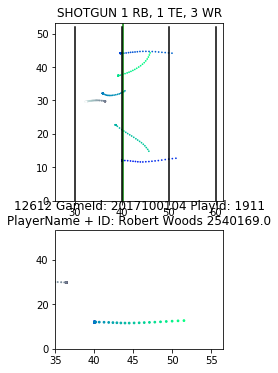 SHOTGUN 1 RB, 1 TE, 3 WR
50
40
30
20
10
0
30 40 50 60
12612 GameId: 2017100104 PlayId: 1911
PlayerName + ID: Robert Woods 2540169.0
40
20
0
35 40 45 50 55